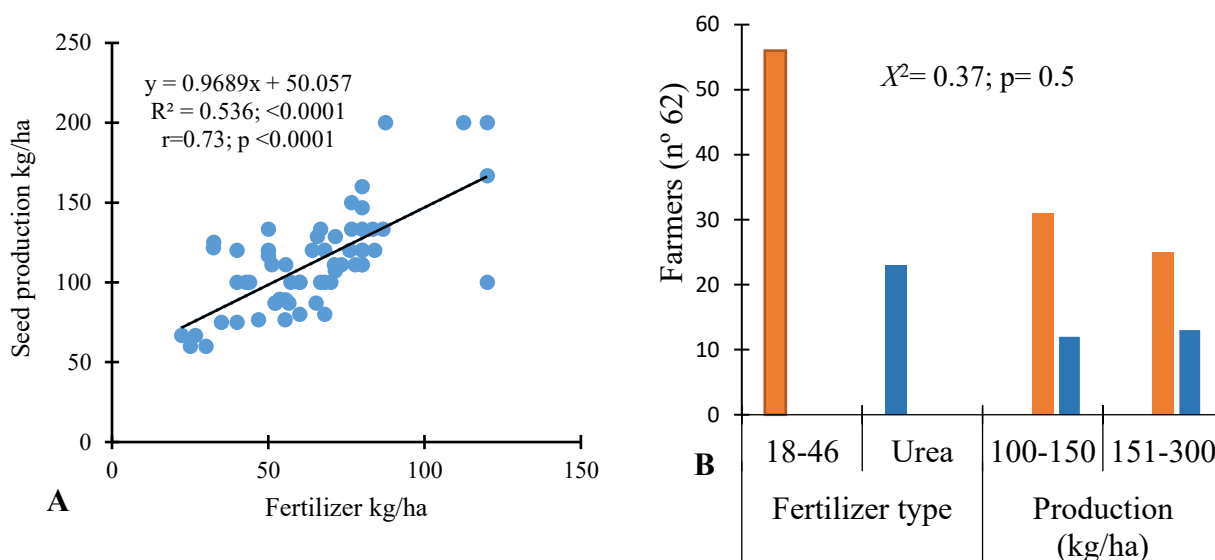 250
200
150
100
50
0
y = 0.9689x + 50.057
R² = 0.536; <0.0001
r=0.73; p <0.0001
Seed production kg/ha
0 50 100 150
Fertilizer kg/ha
A
60
50
40
30
20
10
0
X²= 0.37; p= 0.5
Farmers (nº 62)
18-46 Urea 100-150 151-300
Fertilizer type Production
(kg/ha)
B